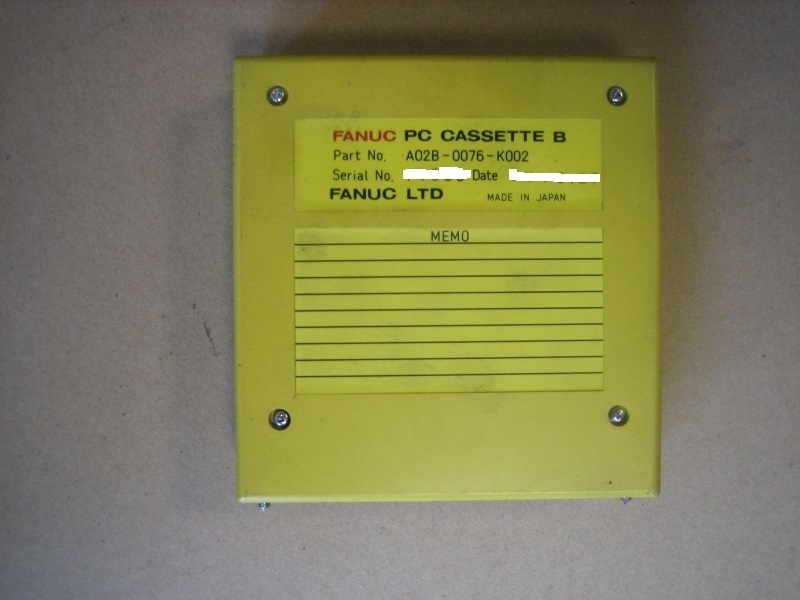 FANUC PC CASSETTE B
Part No. A02B-0076-K002
Serial No. Date
FANUC LTD MADE IN JAPAN
MEMO